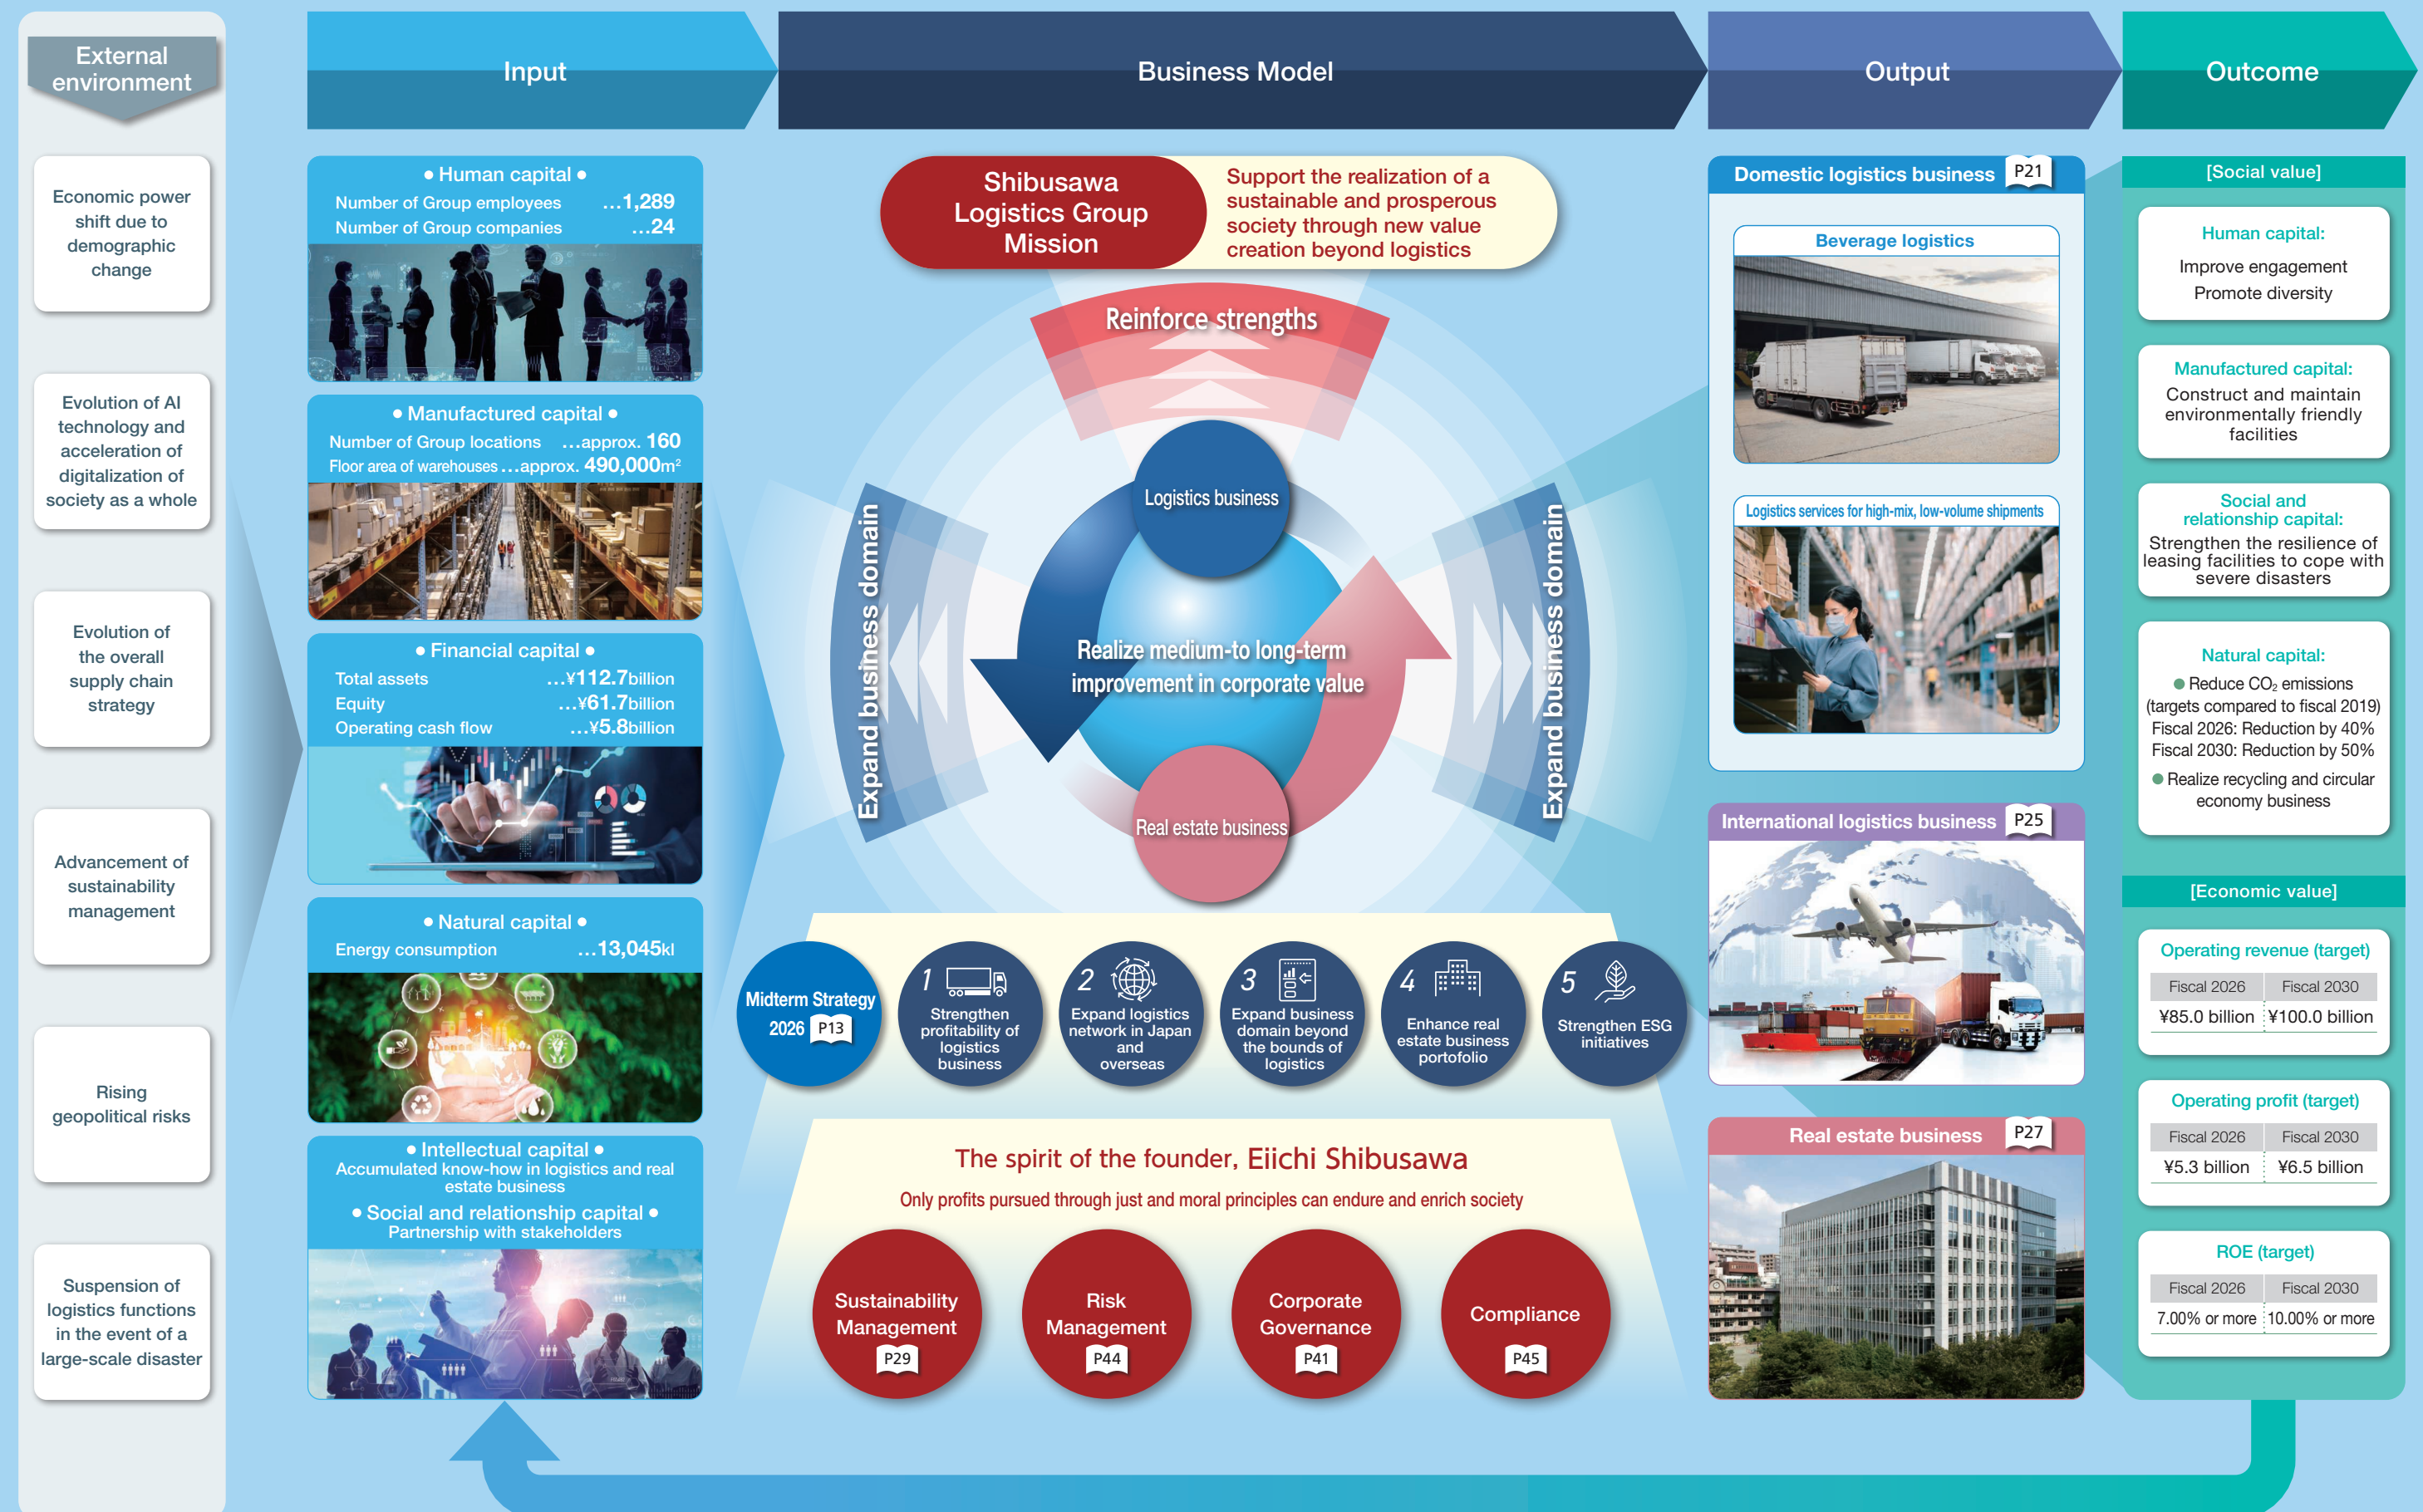 External
environment
Economic power
shift due to
demographic
change
Evolution of AI
technology and
acceleration of
digitalization of
society as a whole
Evolution of
the overall
supply chain
strategy
Advancement of
sustainability
management
Rising
geopolitical risks
Suspension of
logistics functions
in the event of a
large-scale disaster
Input
● Human capital ●
Number of Group employees …1,289
Number of Group companies …24
● Manufactured capital ●
Number of Group locations …approx. 160
Floor area of warehouses …approx. 490,000m²
● Financial capital ●
Total assets …¥112.7billion
Equity …¥61.7billion
Operating cash flow …¥5.8billion
● Natural capital ●
Energy consumption …13,045kl
● Intellectual capital ●
Accumulated know-how in logistics and real
estate business
● Social and relationship capital ●
Partnership with stakeholders
Business Model
Shibusawa
Logistics Group
Mission
Support the realization of a
sustainable and prosperous
society through new value
creation beyond logistics
Reinforce strengths
Expand business domain
Logistics business
Realize medium-to long-term
improvement in corporate value
Real estate business
Expand business domain
Midterm Strategy
2026 P13
1
Strengthen
profitability of
logistics
business
2
Expand logistics
network in Japan
and
overseas
3
Expand business
domain beyond
the bounds of
logistics
4
Enhance real
estate business
portofolio
5
Strengthen ESG
initiatives
The spirit of the founder, Eiichi Shibusawa
Only profits pursued through just and moral principles can endure and enrich society
Sustainability
Management
P29
Risk
Management
P44
Corporate
Governance
P41
Compliance
P45
Output
Domestic logistics business P21
Beverage logistics
Logistics services for high-mix, low-volume shipments
International logistics business P25
Real estate business P27
Outcome
[Social value]
Human capital:
Improve engagement
Promote diversity
Manufactured capital:
Construct and maintain
environmentally friendly
facilities
Social and
relationship capital:
Strengthen the resilience of
leasing facilities to cope with
severe disasters
Natural capital:
● Reduce CO₂ emissions
(targets compared to fiscal 2019)
Fiscal 2026: Reduction by 40%
Fiscal 2030: Reduction by 50%
● Realize recycling and circular
economy business
[Economic value]
Operating revenue (target)
Fiscal 2026 Fiscal 2030
¥85.0 billion ¥100.0 billion
Operating profit (target)
Fiscal 2026 Fiscal 2030
¥5.3 billion ¥6.5 billion
ROE (target)
Fiscal 2026 Fiscal 2030
7.00% or more 10.00% or more